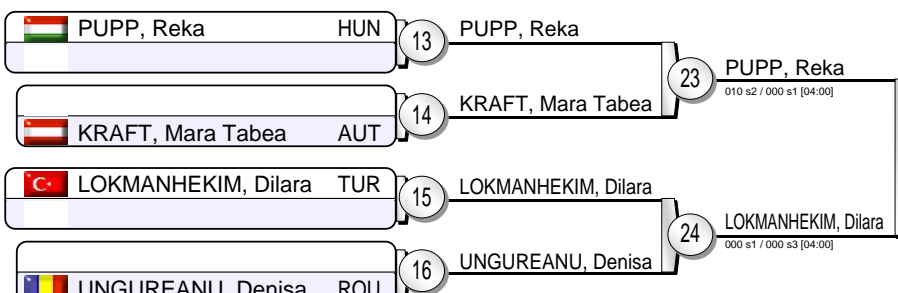 PUPP, Reka HUN
13
PUPP, Reka
23
PUPP, Reka
010 s2 / 000 s1 [04:00]
KRAFT, Mara Tabea AUT
14
KRAFT, Mara Tabea
LOKMANHEKIM, Dilara TUR
15
LOKMANHEKIM, Dilara
24
LOKMANHEKIM, Dilara
000 s1 / 000 s3 [04:00]
UNGUREANU, Denisa ROU
16
UNGUREANU, Denisa